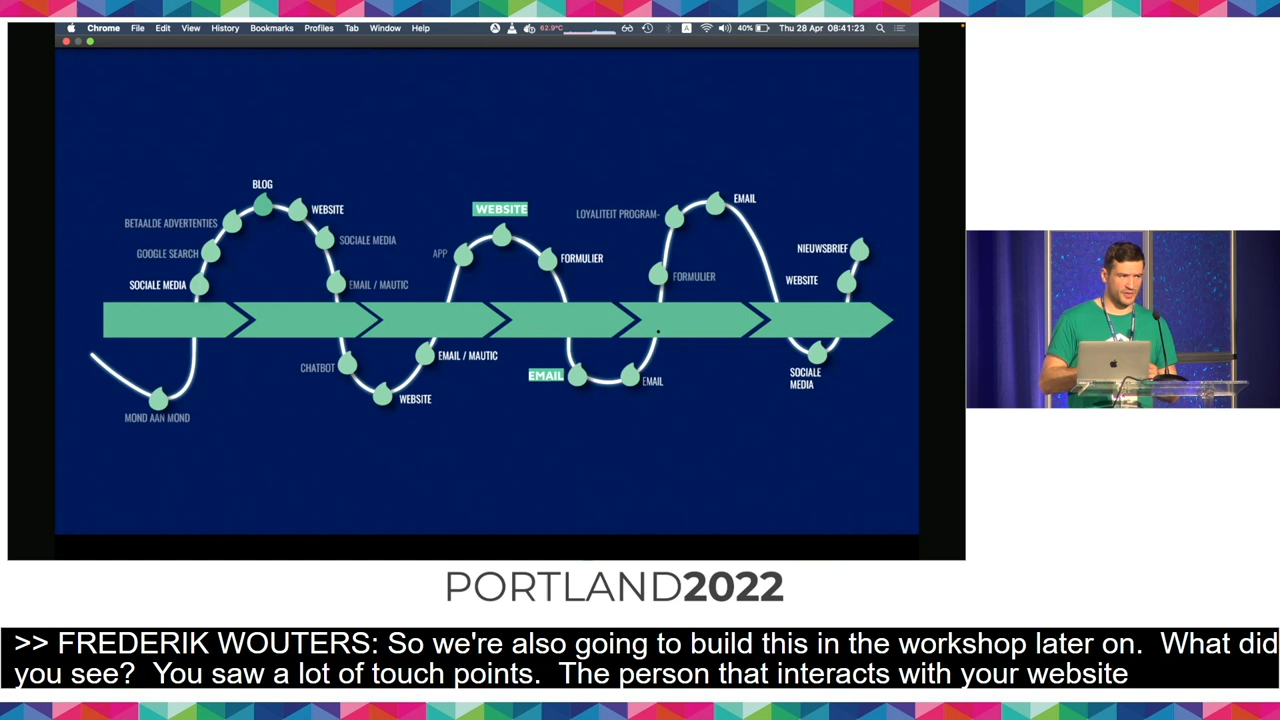 Chrome File Edit View History Bookmarks Profiles Tab Window Help 62.9°C A 40% Thu 28 Apr 08:41:23
BLOG
BETAALDE ADVERTENTIES
WEBSITE
GOOGLE SEARCH
SOCIALE MEDIA
SOCIALE MEDIA
EMAIL / MAUTIC
WEBSITE
APP
FORMULIER
LOYALITEIT PROGRAM-
EMAIL
FORMULIER
NIEUWSBRIEF
WEBSITE
MOND AAN MOND
CHATBOT
WEBSITE
EMAIL / MAUTIC
EMAIL
EMAIL
SOCIALE
MEDIA
PORTLAND2022
>> FREDERIK WOUTERS: So we're also going to build this in the workshop later on. What did
you see? You saw a lot of touch points. The person that interacts with your website